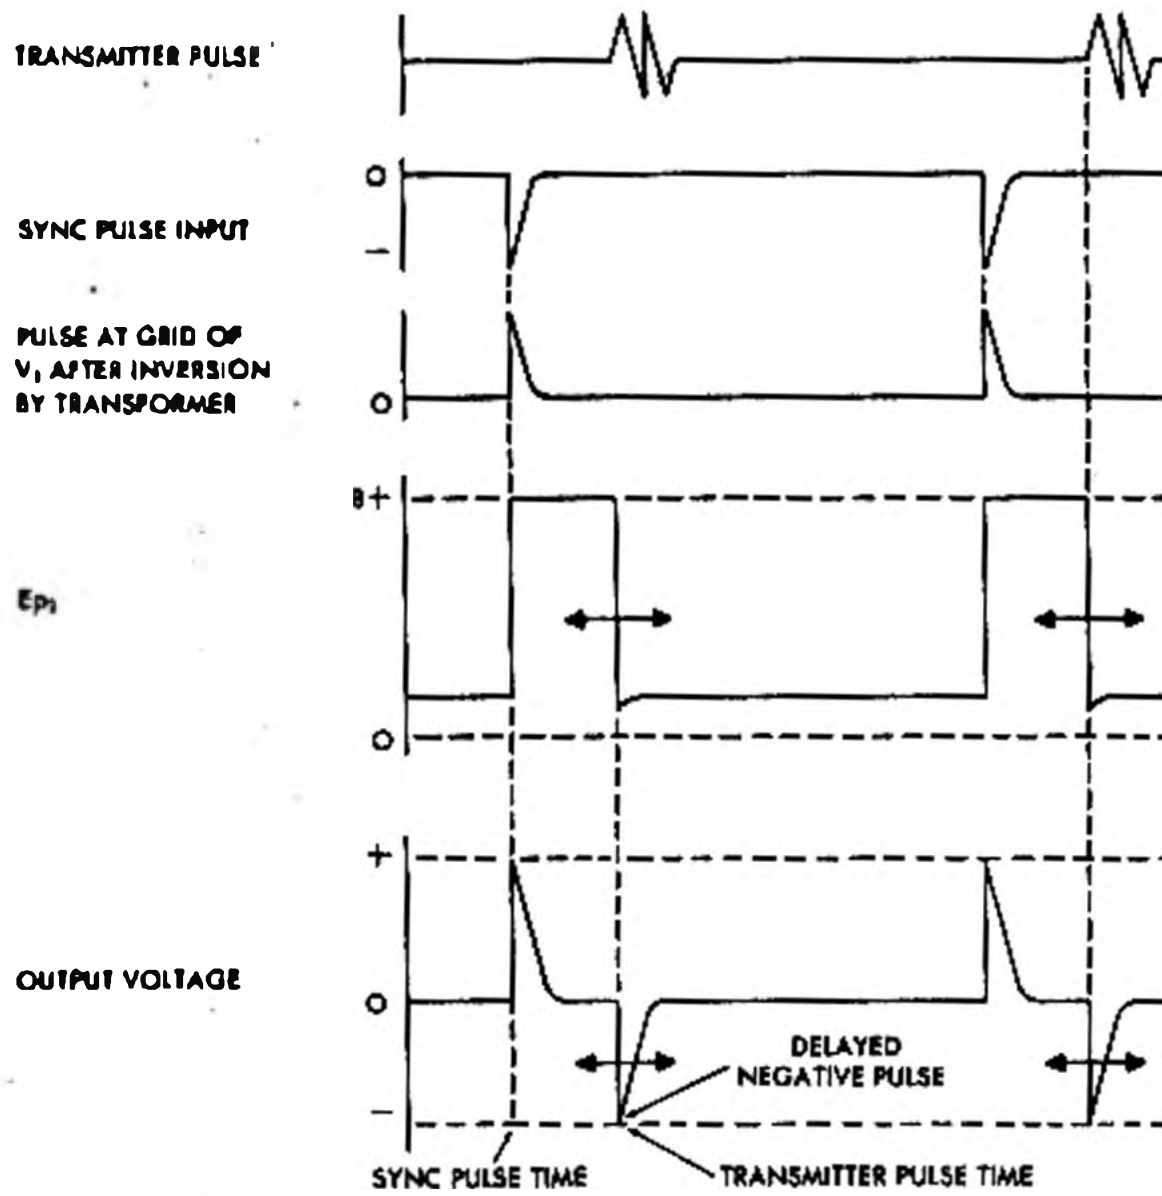 TRANSMITTER PULSE
O
SYNC PULSE INPUT
−
PULSE AT GRID OF
V₁ AFTER INVERSION
BY TRANSFORMER
O
B+
Ep₁
O
+
OUTPUT VOLTAGE
O
DELAYED
NEGATIVE PULSE
−
SYNC PULSE TIME
TRANSMITTER PULSE TIME